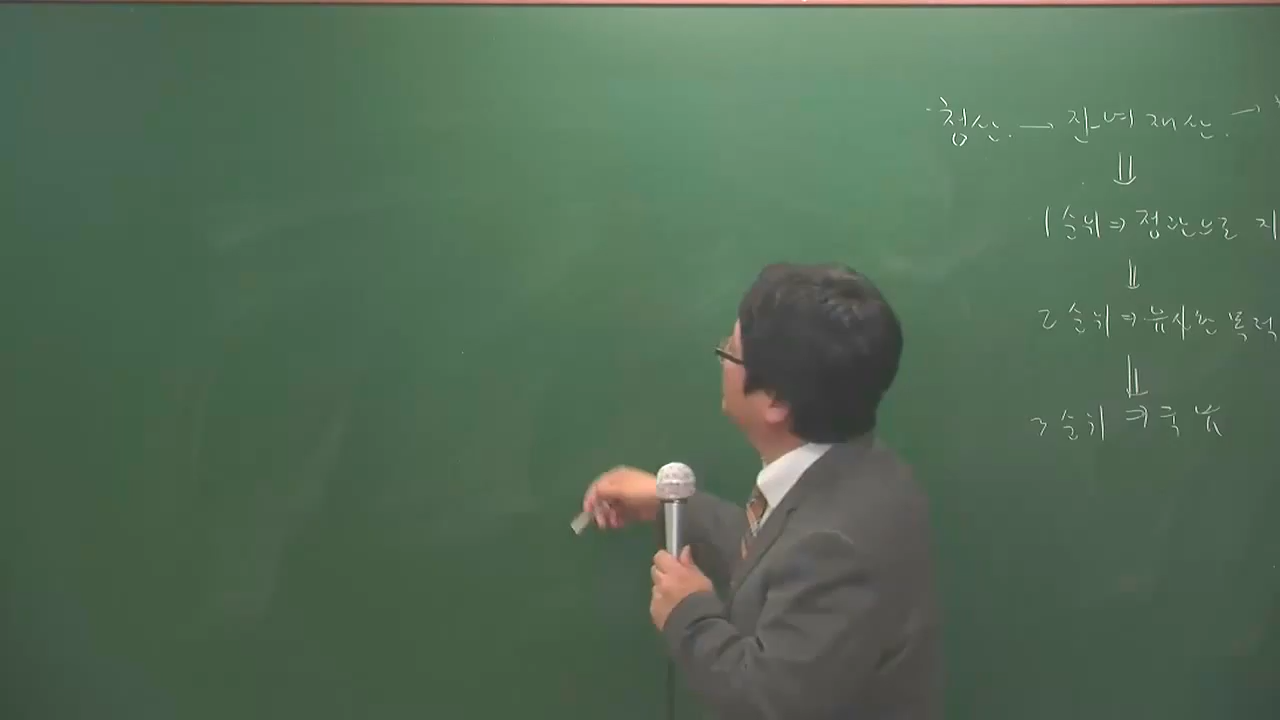 청산. → 잔여 재산. →
⇓
1순위 ⇒ 정관으로 지
⇓
2순위 ⇒ 유사한 목적
⇓
3순위 ⇒ 국고